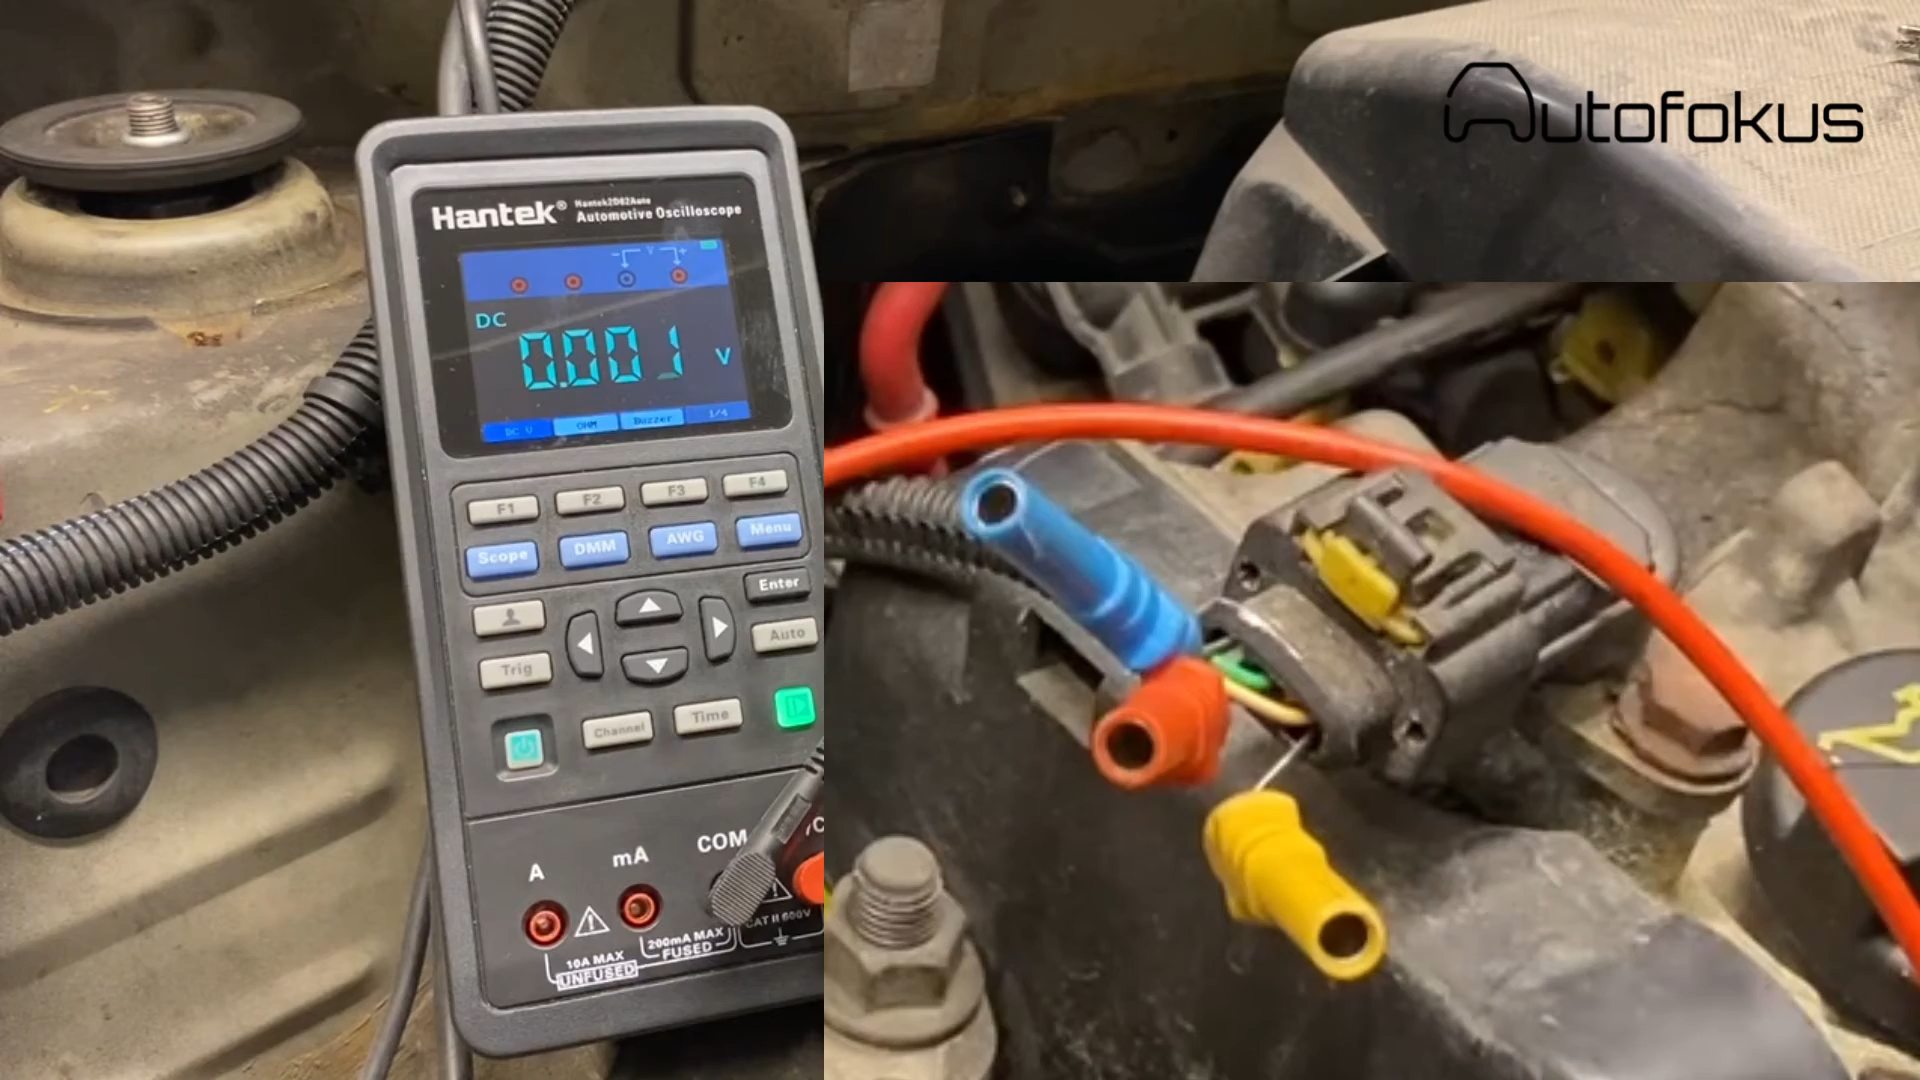 Autofokus
Hantek® Hantek2D82Auto
Automotive Oscilloscope
- V +
DC
0.001 V
DC V OHM Buzzer 1/4
F1 F2 F3 F4
Scope DMM AWG Menu
Enter
Auto
Trig
Channel Time
A mA COM
10A MAX
UNFUSED
200mA MAX
FUSED
CAT II 600V